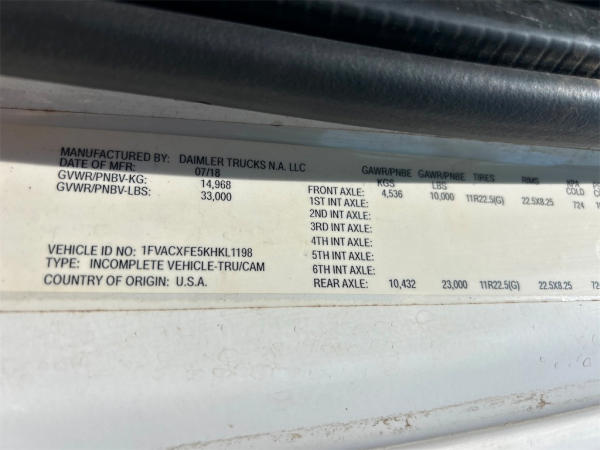 MANUFACTURED BY: DAIMLER TRUCKS N.A. LLC
DATE OF MFR: 07/18
GVWR/PNBV-KG: 14,968
GVWR/PNBV-LBS: 33,000
VEHICLE ID NO: 1FVACXFE5KHKL1198
TYPE: INCOMPLETE VEHICLE-TRU/CAM
COUNTRY OF ORIGIN: U.S.A.
GAWR/PNBE GAWR/PNBE TIRES RIMS KPA
KGS LBS COLD
FRONT AXLE: 4,536 10,000 11R22.5(G) 22.5X8.25 724
1ST INT AXLE:
2ND INT AXLE:
3RD INT AXLE:
4TH INT AXLE:
5TH INT AXLE:
6TH INT AXLE:
REAR AXLE: 10,432 23,000 11R22.5(G) 22.5X8.25 72